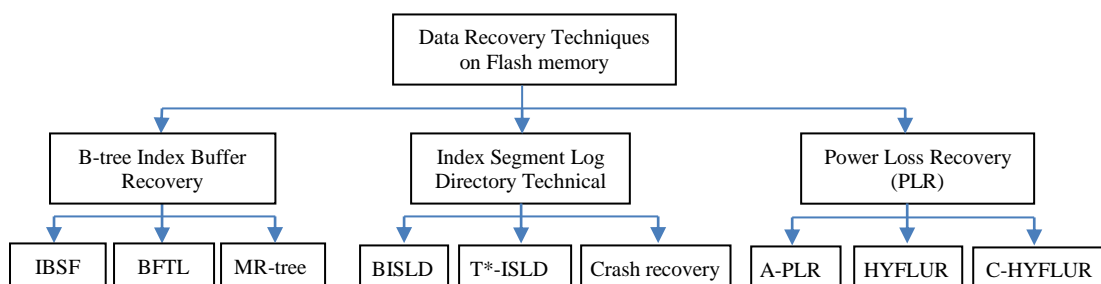 Data Recovery Techniques
on Flash memory
B-tree Index Buffer
Recovery
Index Segment Log
Directory Technical
Power Loss Recovery
(PLR)
IBSF
BFTL
MR-tree
BISLD
T*-ISLD
Crash recovery
A-PLR
HYFLUR
C-HYFLUR